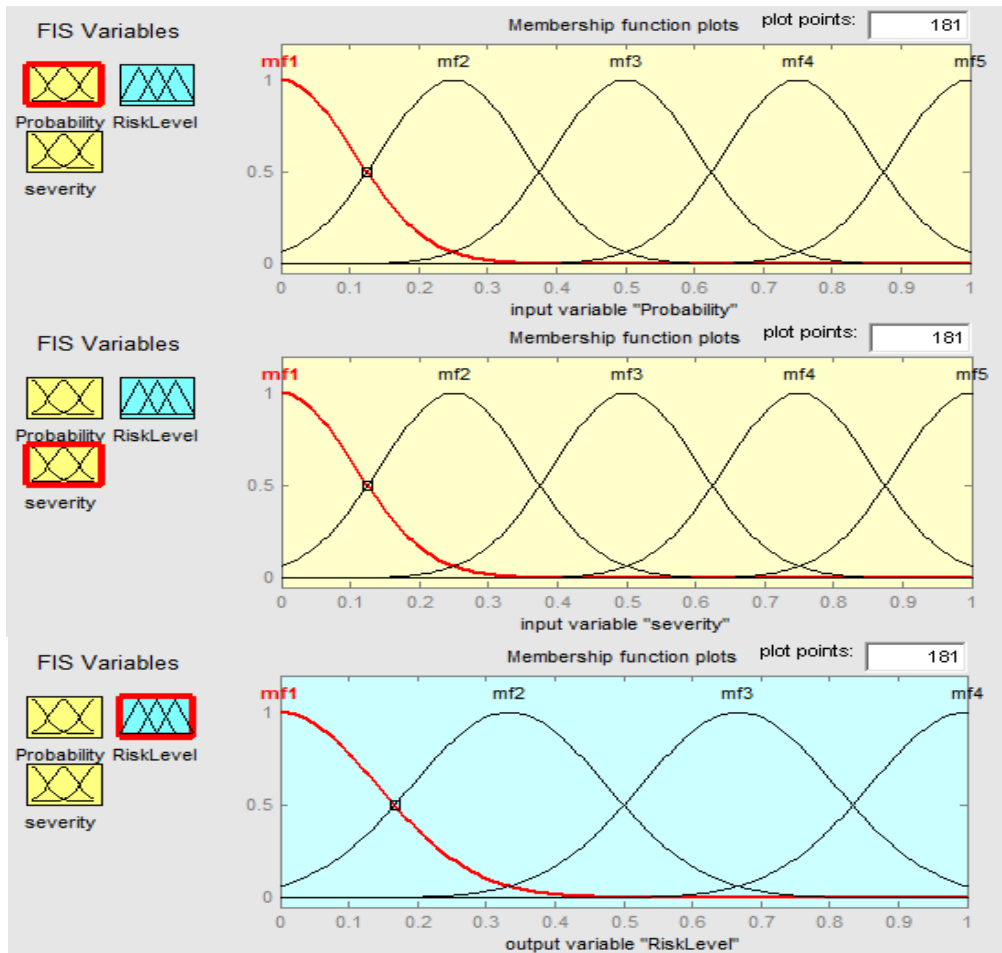 FIS Variables
Membership function plots plot points: 181
mf1 mf2 mf3 mf4 mf5
1
Probability RiskLevel
0.5
severity
0
0 0.1 0.2 0.3 0.4 0.5 0.6 0.7 0.8 0.9 1
input variable "Probability"
FIS Variables
Membership function plots plot points: 181
mf1 mf2 mf3 mf4 mf5
1
Probability RiskLevel
0.5
severity
0
0 0.1 0.2 0.3 0.4 0.5 0.6 0.7 0.8 0.9 1
input variable "severity"
FIS Variables
Membership function plots plot points: 181
mf1 mf2 mf3 mf4
1
Probability RiskLevel
0.5
severity
0
0 0.1 0.2 0.3 0.4 0.5 0.6 0.7 0.8 0.9 1
output variable "RiskLevel"